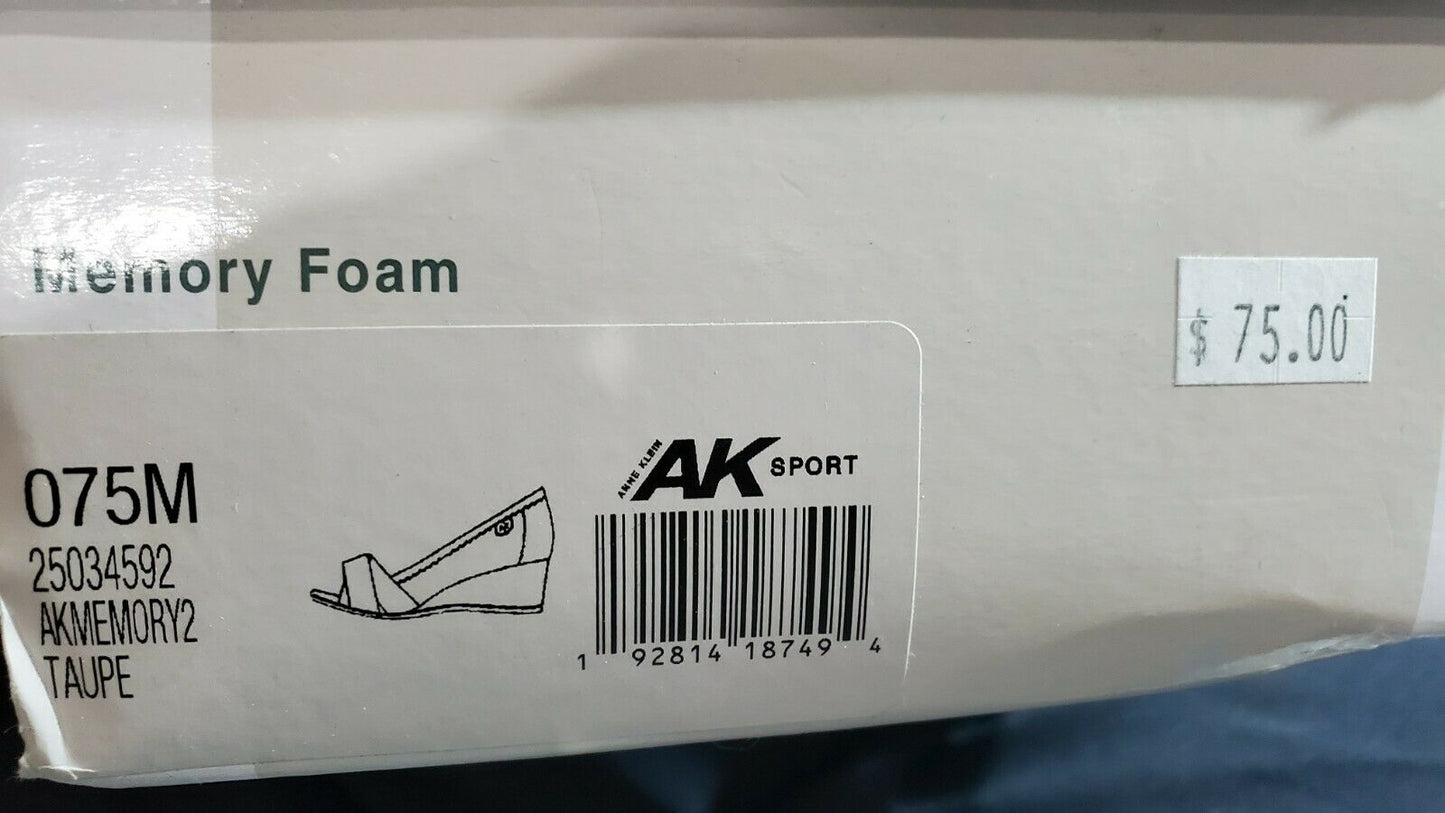 Memory Foam
$ 75.00
075M
25034592
AKMEMORY2
TAUPE
ANNE KLEIN
AK SPORT
1 92814 18749 4